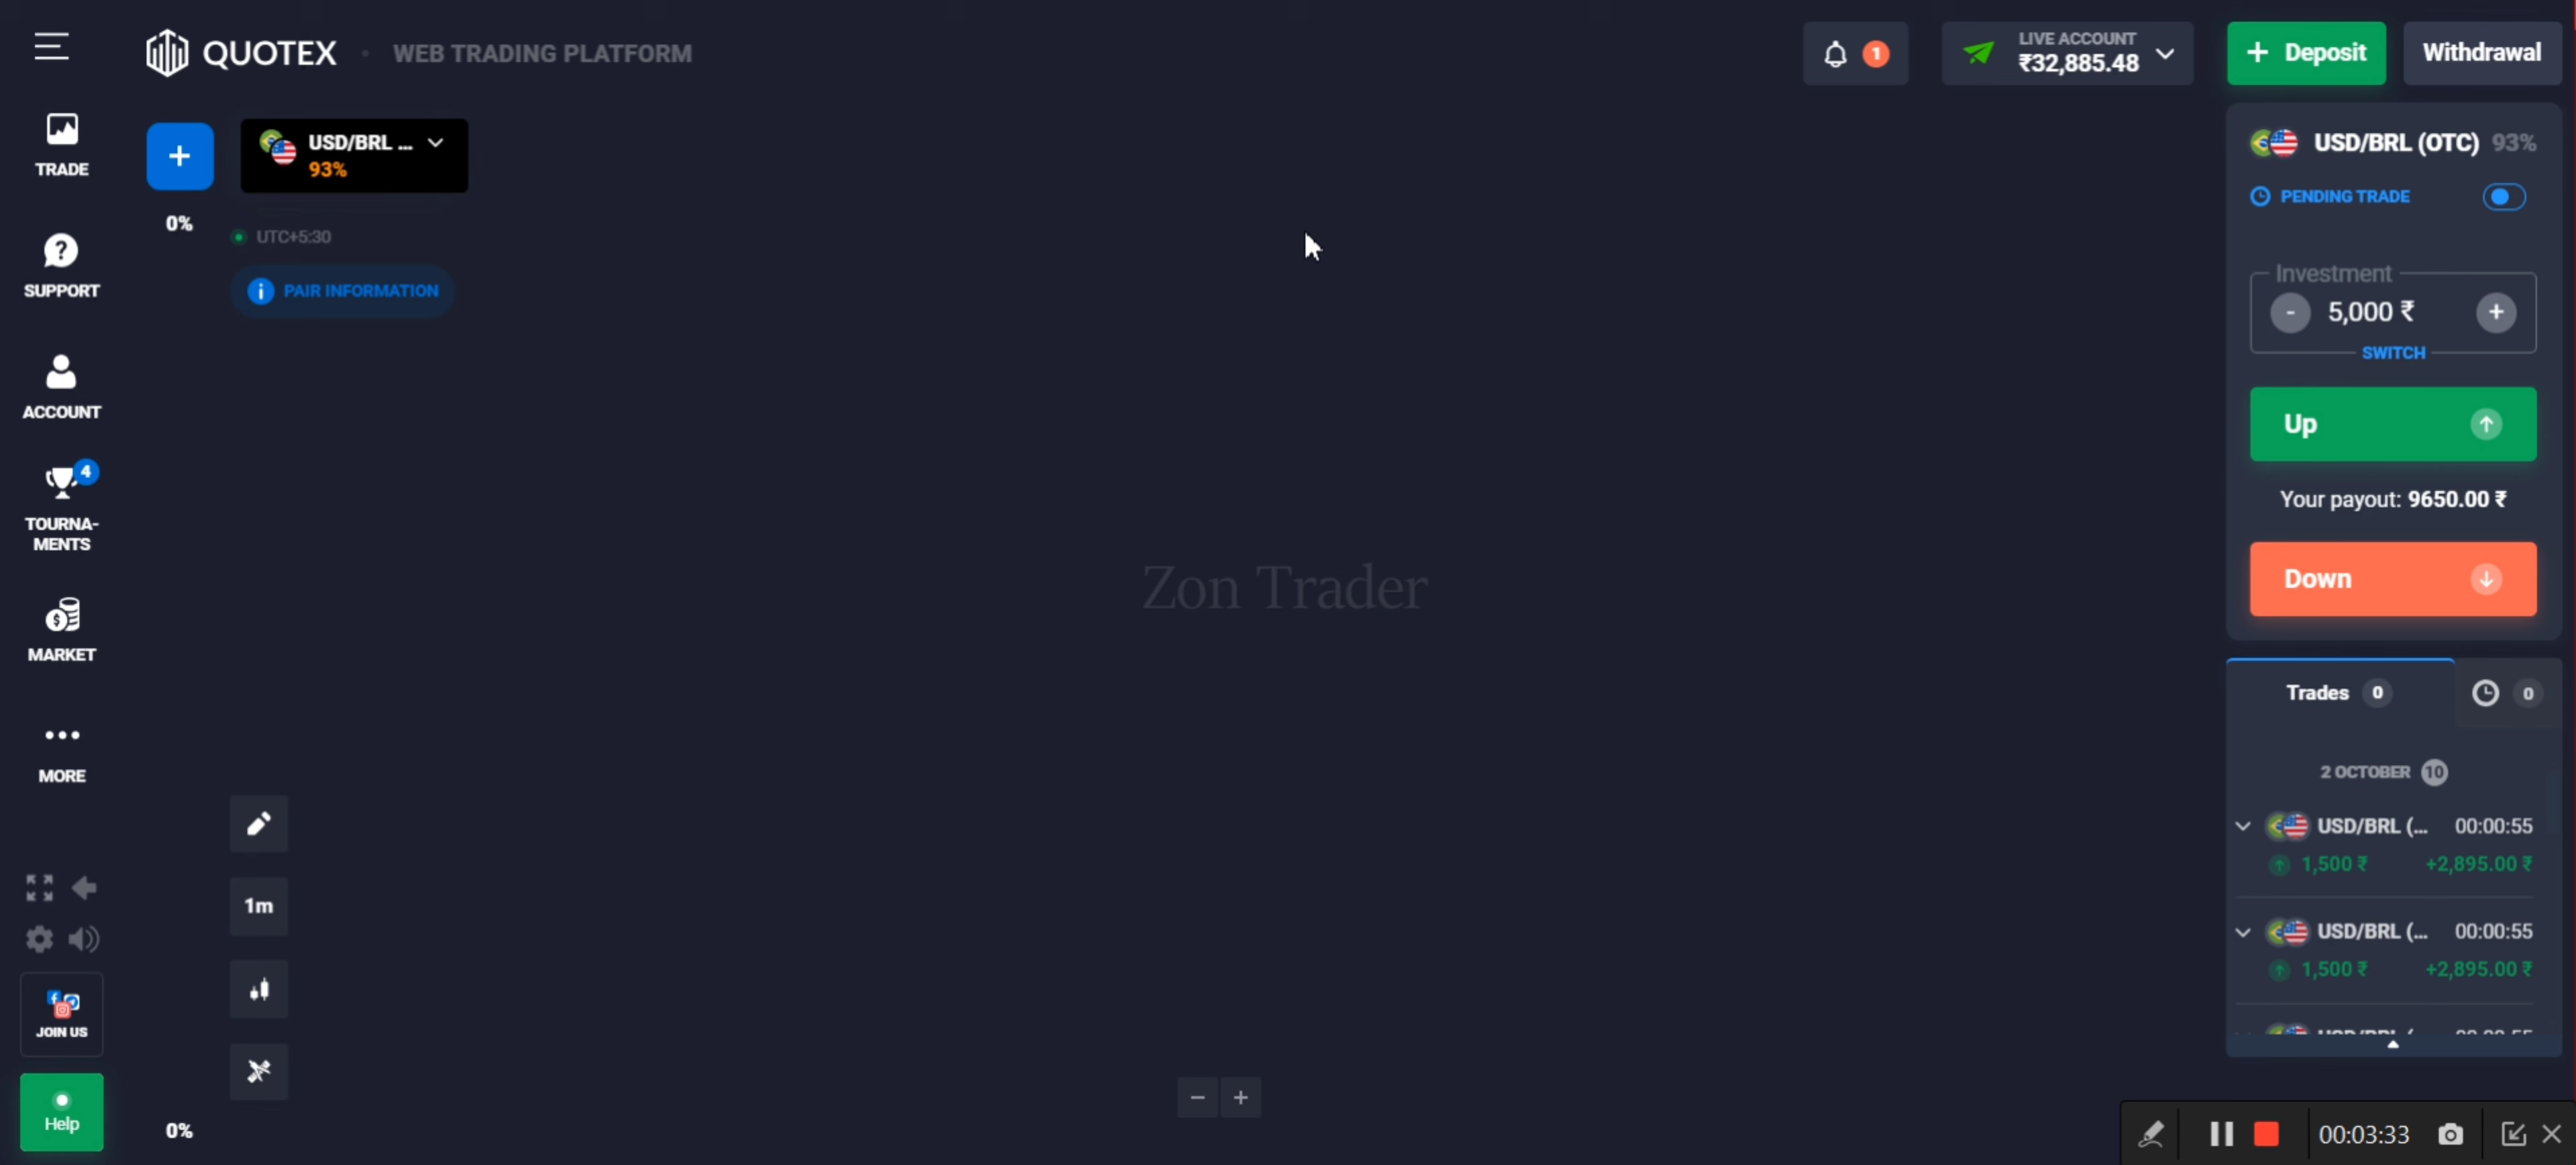 QUOTEX • WEB TRADING PLATFORM
1
LIVE ACCOUNT
₹32,885.48
+ Deposit
Withdrawal
TRADE
SUPPORT
ACCOUNT
4
TOURNA-
MENTS
MARKET
MORE
JOIN US
Help
+
0%
USD/BRL ...
93%
UTC+5:30
PAIR INFORMATION
Zon Trader
1m
0%
- +
USD/BRL (OTC) 93%
PENDING TRADE
Investment
- 5,000 ₹ +
SWITCH
Up
Your payout: 9650.00 ₹
Down
Trades 0
0
2 OCTOBER 10
USD/BRL (... 00:00:55
1,500 ₹ +2,895.00 ₹
USD/BRL (... 00:00:55
1,500 ₹ +2,895.00 ₹
00:03:33